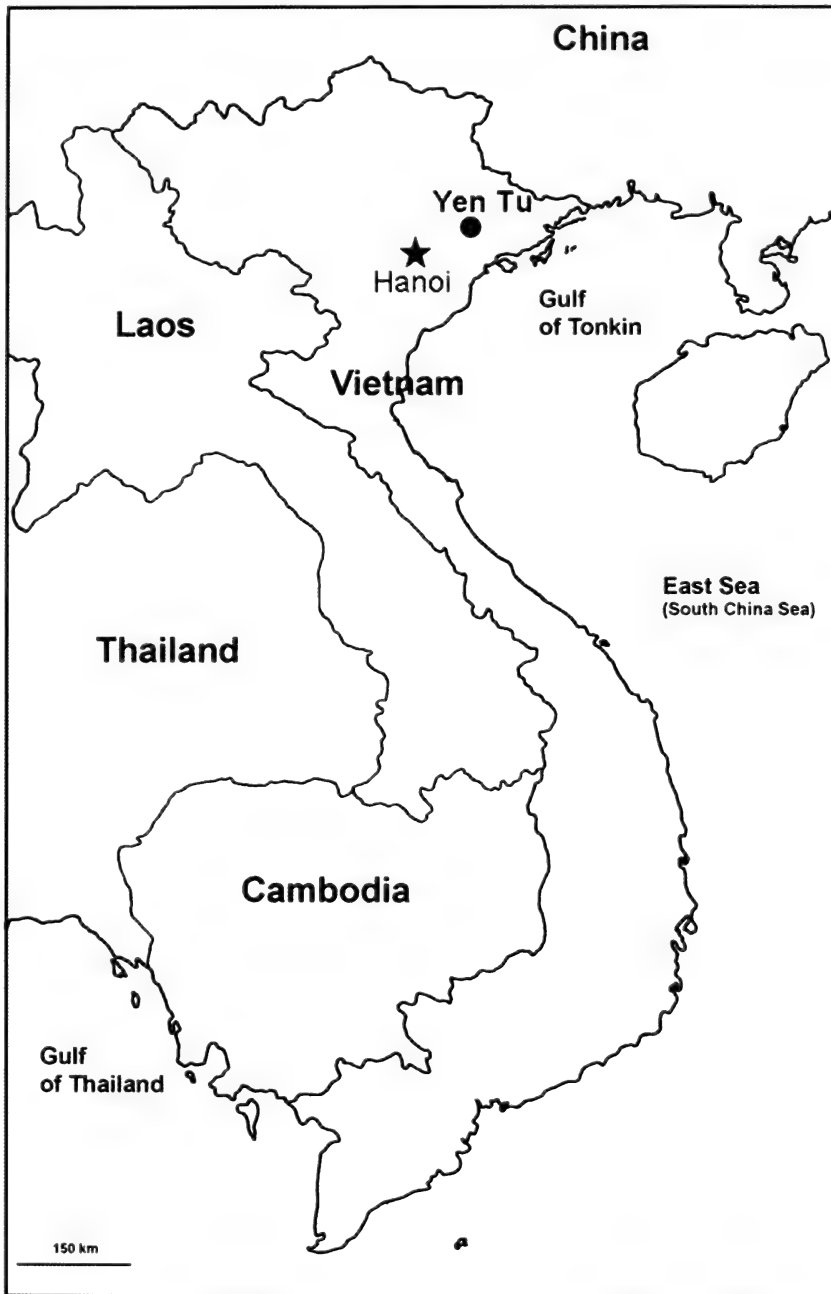 China
Yen Tu
Hanoi
Gulf
of Tonkin
Laos
Vietnam
East Sea
(South China Sea)
Thailand
Cambodia
Gulf
of Thailand
150 km